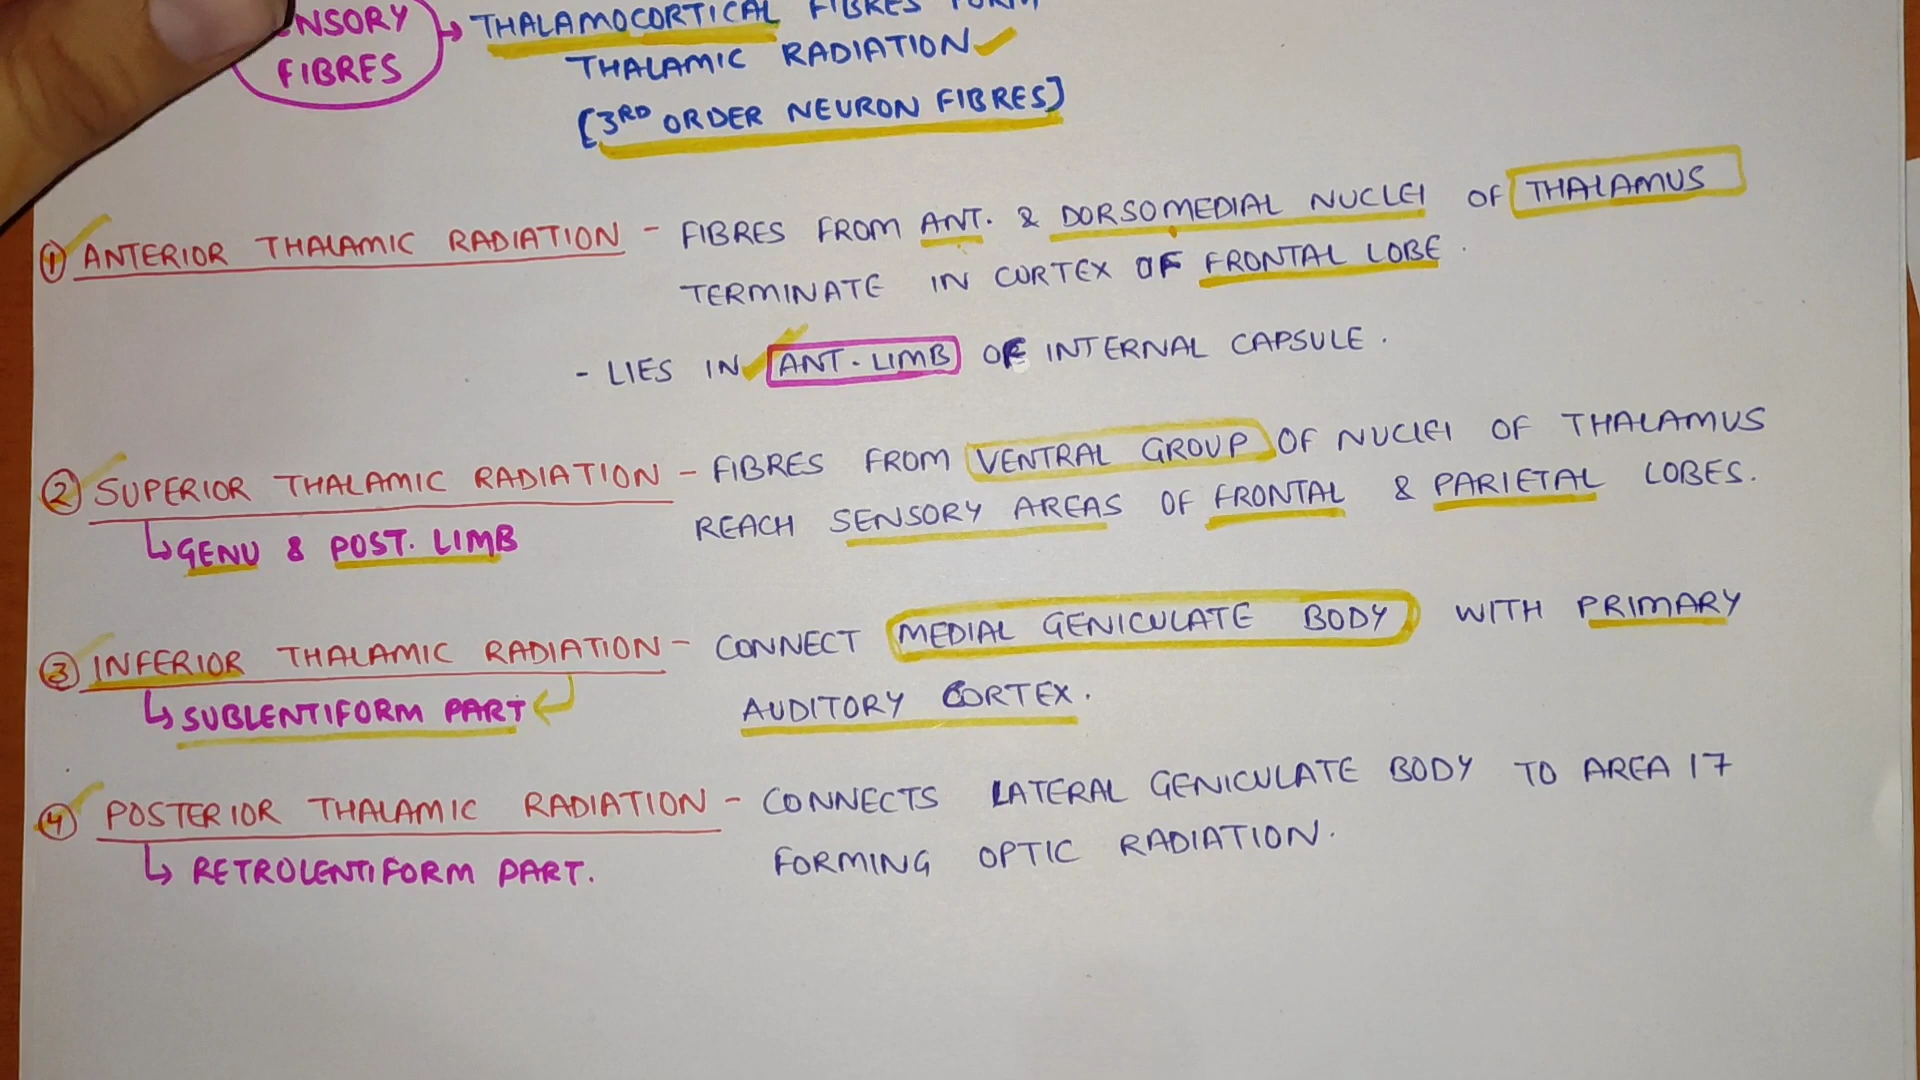 ENSORY → THALAMOCORTICAL FIBRES FORM
FIBRES THALAMIC RADIATION
[3RD ORDER NEURON FIBRES]
① ANTERIOR THALAMIC RADIATION - FIBRES FROM ANT. & DORSOMEDIAL NUCLEI OF THALAMUS
TERMINATE IN CORTEX OF FRONTAL LOBE.
- LIES IN ANT. LIMB OF INTERNAL CAPSULE.
② SUPERIOR THALAMIC RADIATION - FIBRES FROM VENTRAL GROUP OF NUCLEI OF THALAMUS
↳ GENU & POST. LIMB REACH SENSORY AREAS OF FRONTAL & PARIETAL LOBES.
③ INFERIOR THALAMIC RADIATION - CONNECT MEDIAL GENICULATE BODY WITH PRIMARY
↳ SUBLENTIFORM PART AUDITORY CORTEX.
④ POSTERIOR THALAMIC RADIATION - CONNECTS LATERAL GENICULATE BODY TO AREA 17
↳ RETROLENTIFORM PART. FORMING OPTIC RADIATION.